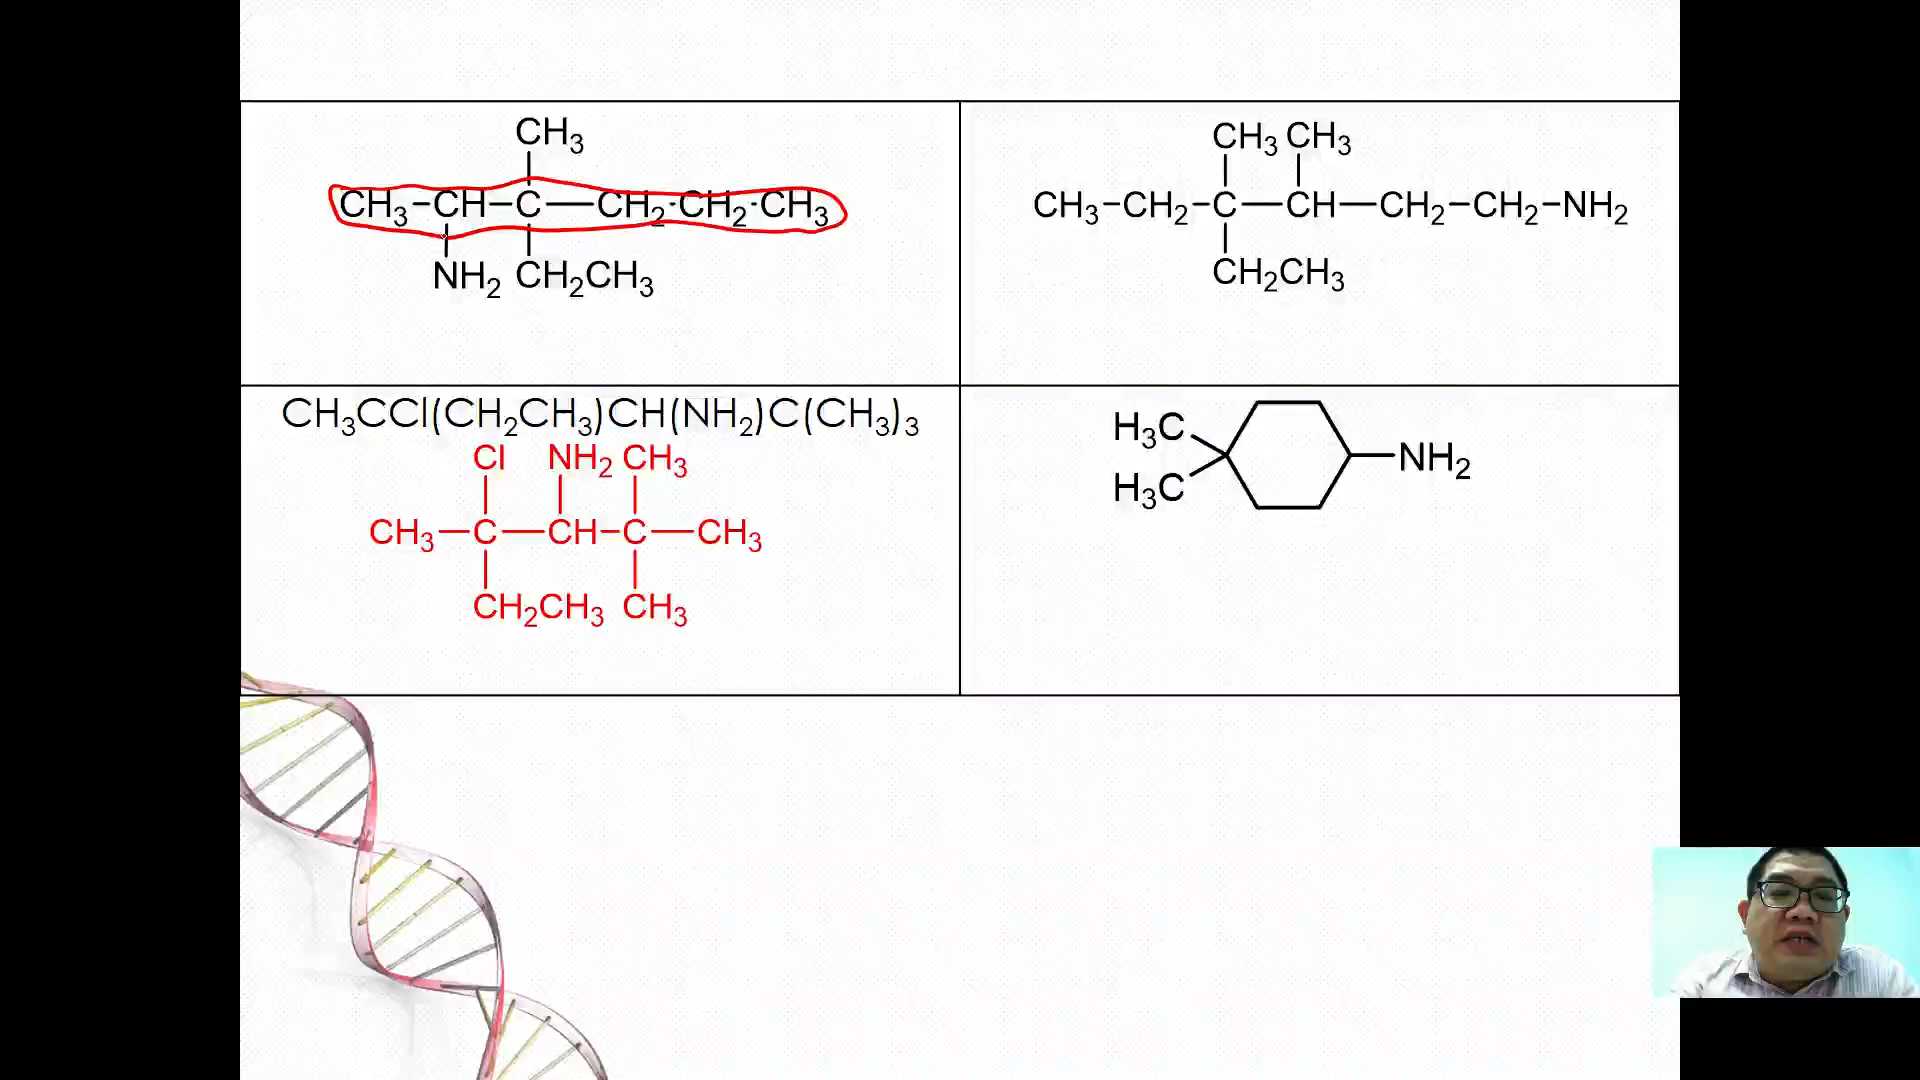 CH3
CH3-CH-C-CH2-CH2-CH3
NH2 CH2CH3
CH3 CH3
CH3-CH2-C-CH-CH2-CH2-NH2
CH2CH3
CH3CCl(CH2CH3)CH(NH2)C(CH3)3
Cl NH2 CH3
CH3-C-CH-C-CH3
CH2CH3 CH3
H3C
H3C
NH2